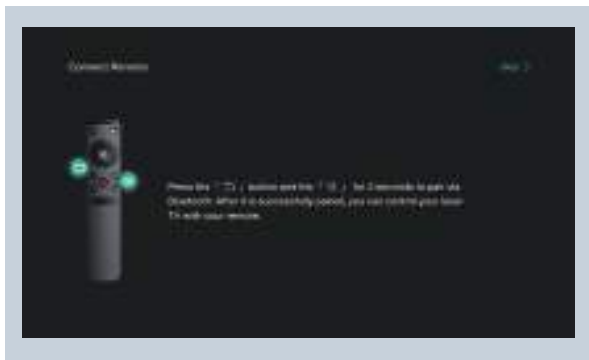 Connect Remote
Skip >
Press the 「 」 button and the 「 」 for 3 seconds to pair via
Bluetooth. After it is successfully paired, you can control your laser
TV with your remote.